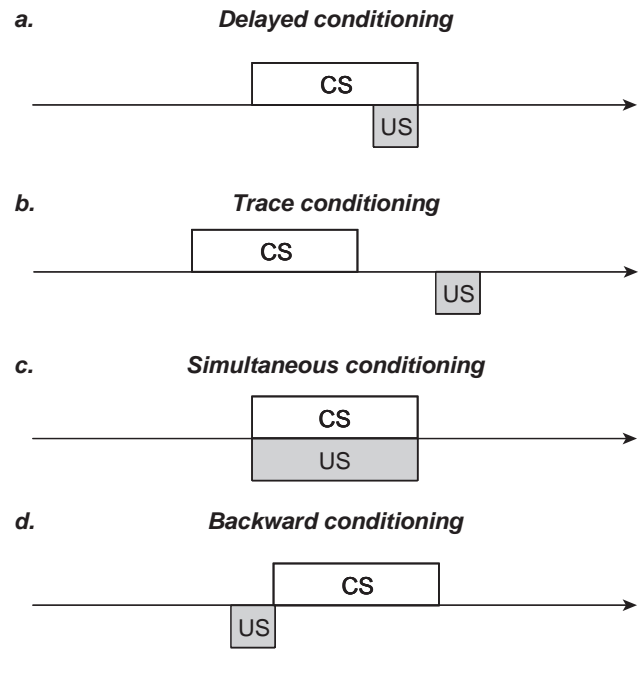 a. Delayed conditioning
CS
US
b. Trace conditioning
CS
US
c. Simultaneous conditioning
CS
US
d. Backward conditioning
CS
US